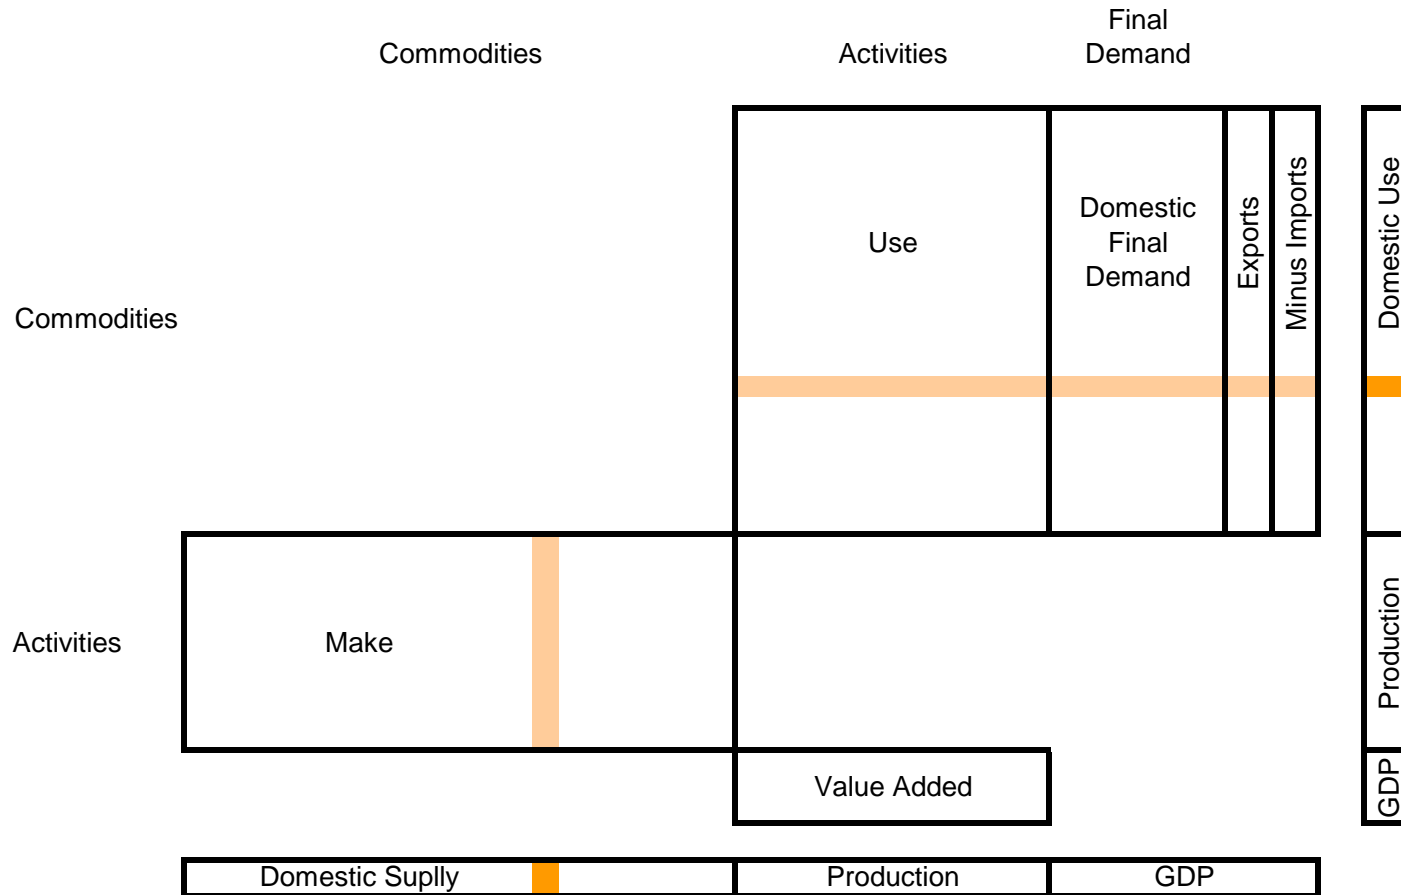 Final
Commodities Activities Demand
Use
Domestic
Final
Demand
Exports
Minus Imports
Domestic Use
Commodities
Activities
Make
Production
Value Added
GDP
Domestic Suplly Production GDP